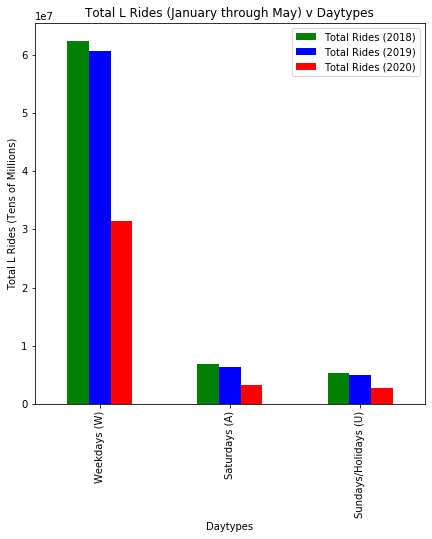 Total L Rides (January through May) v Daytypes
1e7
Total Rides (2018)
Total Rides (2019)
Total Rides (2020)
6
5
4
3
2
1
0
Total L Rides (Tens of Millions)
Weekdays (W)
Saturdays (A)
Sundays/Holidays (U)
Daytypes